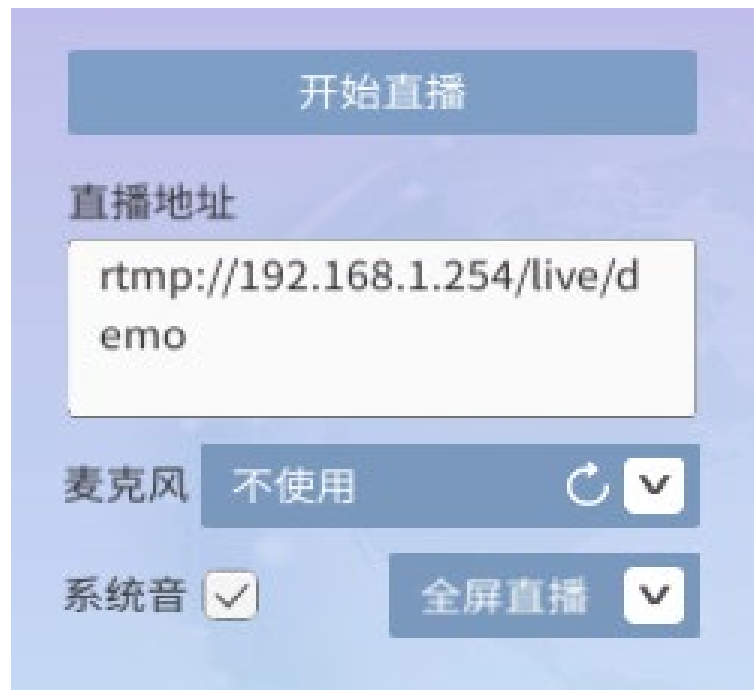 开始直播
直播地址
rtmp://192.168.1.254/live/d
emo
麦克风 不使用
系统音 全屏直播